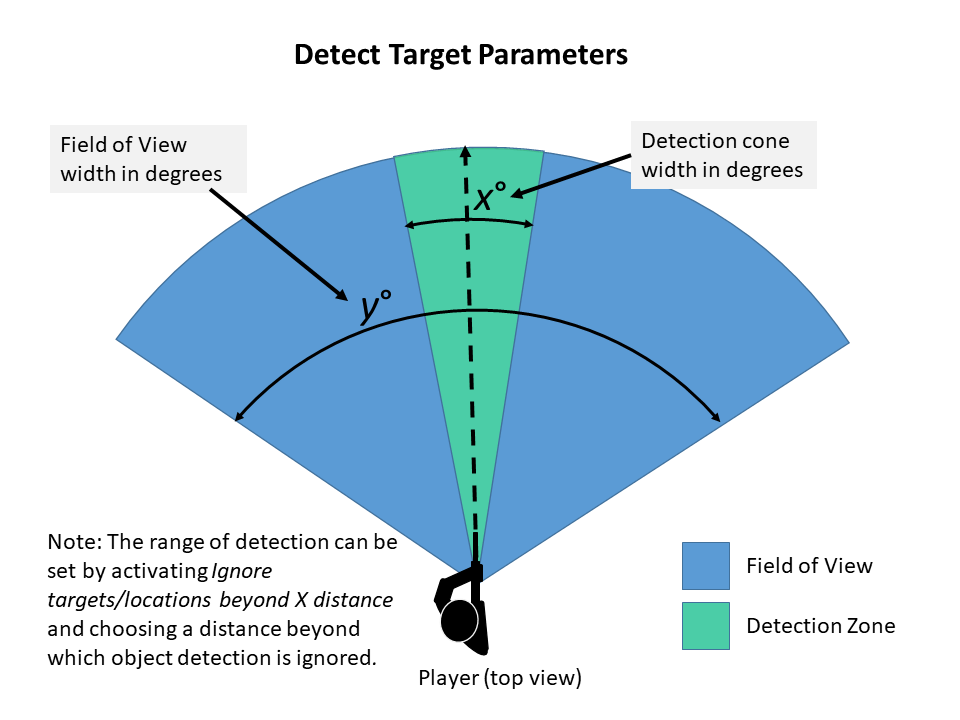 Detect Target Parameters
Field of View
width in degrees
Detection cone
width in degrees
x°
y°
Note: The range of detection can be
set by activating Ignore
targets/locations beyond X distance
and choosing a distance beyond
which object detection is ignored.
Field of View
Detection Zone
Player (top view)